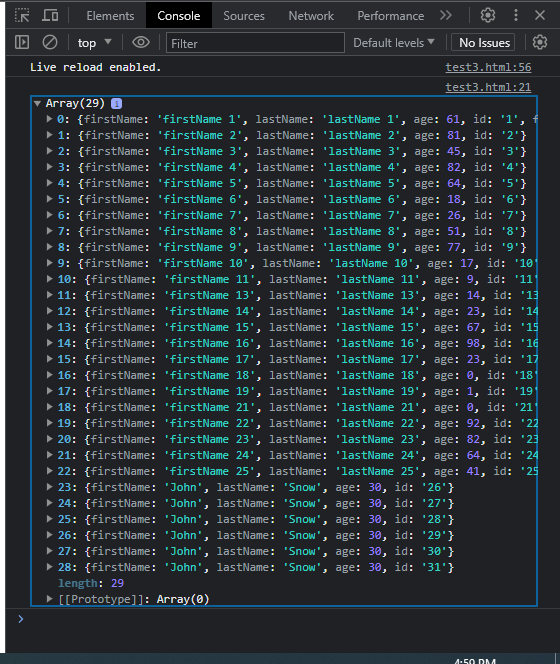 Elements Console Sources Network Performance
top Filter Default levels No Issues
Live reload enabled. test3.html:56
test3.html:21
Array(29) i
0: {firstName: 'firstName 1', lastName: 'lastName 1', age: 61, id: '1', f
1: {firstName: 'firstName 2', lastName: 'lastName 2', age: 81, id: '2'}
2: {firstName: 'firstName 3', lastName: 'lastName 3', age: 45, id: '3'}
3: {firstName: 'firstName 4', lastName: 'lastName 4', age: 82, id: '4'}
4: {firstName: 'firstName 5', lastName: 'lastName 5', age: 64, id: '5'}
5: {firstName: 'firstName 6', lastName: 'lastName 6', age: 18, id: '6'}
6: {firstName: 'firstName 7', lastName: 'lastName 7', age: 26, id: '7'}
7: {firstName: 'firstName 8', lastName: 'lastName 8', age: 51, id: '8'}
8: {firstName: 'firstName 9', lastName: 'lastName 9', age: 77, id: '9'}
9: {firstName: 'firstName 10', lastName: 'lastName 10', age: 17, id: '10'
10: {firstName: 'firstName 11', lastName: 'lastName 11', age: 9, id: '11'
11: {firstName: 'firstName 13', lastName: 'lastName 13', age: 14, id: '13
12: {firstName: 'firstName 14', lastName: 'lastName 14', age: 23, id: '14
13: {firstName: 'firstName 15', lastName: 'lastName 15', age: 67, id: '15
14: {firstName: 'firstName 16', lastName: 'lastName 16', age: 98, id: '16
15: {firstName: 'firstName 17', lastName: 'lastName 17', age: 23, id: '17
16: {firstName: 'firstName 18', lastName: 'lastName 18', age: 0, id: '18'
17: {firstName: 'firstName 19', lastName: 'lastName 19', age: 1, id: '19'
18: {firstName: 'firstName 21', lastName: 'lastName 21', age: 0, id: '21'
19: {firstName: 'firstName 22', lastName: 'lastName 22', age: 92, id: '22
20: {firstName: 'firstName 23', lastName: 'lastName 23', age: 82, id: '23
21: {firstName: 'firstName 24', lastName: 'lastName 24', age: 64, id: '24
22: {firstName: 'firstName 25', lastName: 'lastName 25', age: 41, id: '25
23: {firstName: 'John', lastName: 'Snow', age: 30, id: '26'}
24: {firstName: 'John', lastName: 'Snow', age: 30, id: '27'}
25: {firstName: 'John', lastName: 'Snow', age: 30, id: '28'}
26: {firstName: 'John', lastName: 'Snow', age: 30, id: '29'}
27: {firstName: 'John', lastName: 'Snow', age: 30, id: '30'}
28: {firstName: 'John', lastName: 'Snow', age: 30, id: '31'}
length: 29
[[Prototype]]: Array(0)
4:59 PM